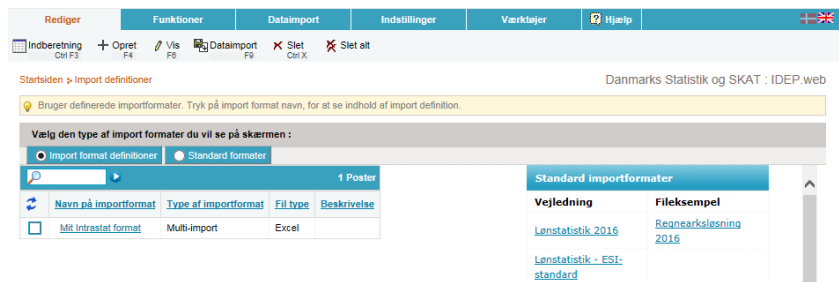 Rediger Funktioner Dataimport Indstillinger Værktøjer Hjælp
Indberetning Opret Vis Dataimport Slet Slet alt
Ctrl F3 F4 F6 F9 Ctrl X
Startsiden Import definitioner
Danmarks Statistik og SKAT : IDEP.web
Bruger definerede importformater. Tryk på import format navn, for at se indhold af import definition.
Vælg den type af import formater du vil se på skærmen :
Import format definitioner Standard formater
1 Poster
Navn på importformat Type af importformat Fil type Beskrivelse
Mit Intrastat format Multi-import Excel
Standard importformater
Vejledning Fileksempel
Lønstatistik 2016 Regnearksløsning
2016
Lønstatistik - ESI-
standard